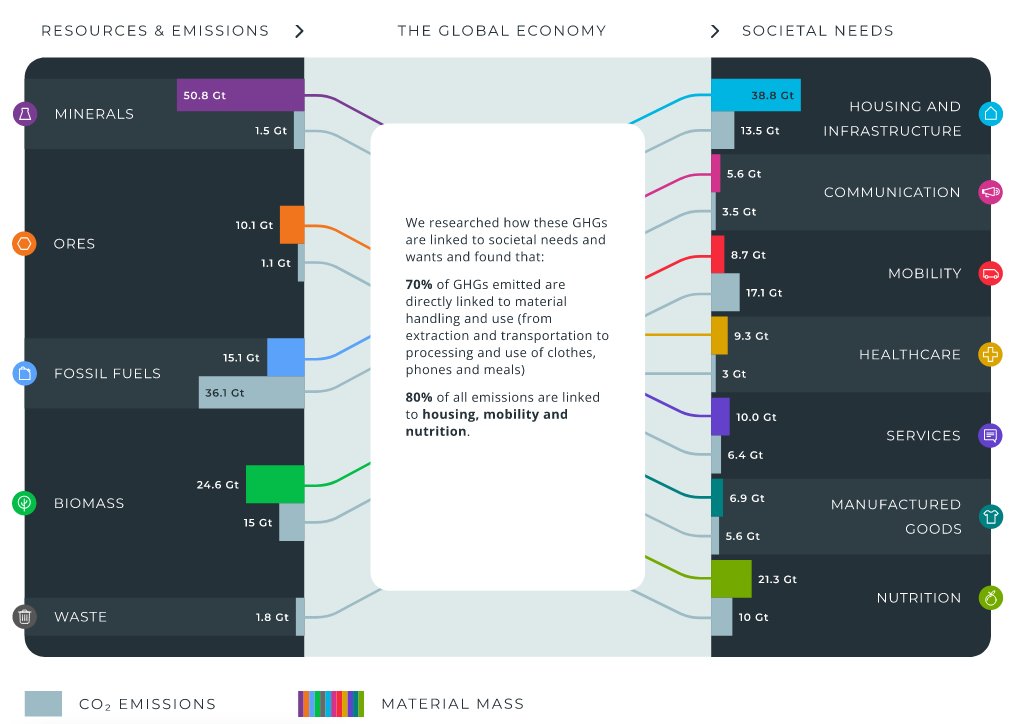 RESOURCES & EMISSIONS
THE GLOBAL ECONOMY
SOCIETAL NEEDS
MINERALS
50.8 Gt
1.5 Gt
ORES
10.1 Gt
1.1 Gt
FOSSIL FUELS
15.1 Gt
36.1 Gt
BIOMASS
24.6 Gt
15 Gt
WASTE
1.8 Gt
We researched how these GHGs
are linked to societal needs and
wants and found that:
70% of GHGs emitted are
directly linked to material
handling and use (from
extraction and transportation to
processing and use of clothes,
phones and meals)
80% of all emissions are linked
to housing, mobility and
nutrition.
38.8 Gt
13.5 Gt
HOUSING AND
INFRASTRUCTURE
5.6 Gt
3.5 Gt
COMMUNICATION
8.7 Gt
17.1 Gt
MOBILITY
9.3 Gt
3 Gt
HEALTHCARE
10.0 Gt
6.4 Gt
SERVICES
6.9 Gt
5.6 Gt
MANUFACTURED
GOODS
21.3 Gt
10 Gt
NUTRITION
CO₂ EMISSIONS
MATERIAL MASS